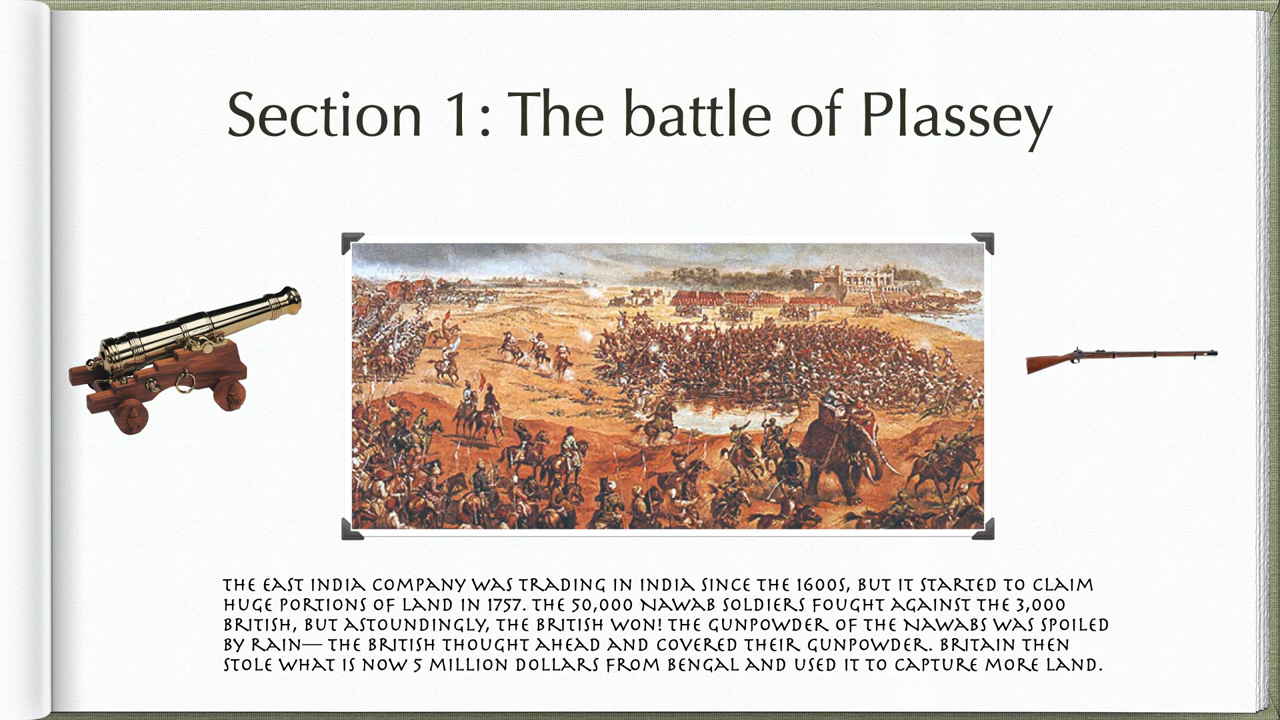 Section 1: The battle of Plassey
THE EAST INDIA COMPANY WAS TRADING IN INDIA SINCE THE 1600S, BUT IT STARTED TO CLAIM
HUGE PORTIONS OF LAND IN 1757. THE 50,000 NAWAB SOLDIERS FOUGHT AGAINST THE 3,000
BRITISH, BUT ASTOUNDINGLY, THE BRITISH WON! THE GUNPOWDER OF THE NAWABS WAS SPOILED
BY RAIN— THE BRITISH THOUGHT AHEAD AND COVERED THEIR GUNPOWDER. BRITAIN THEN
STOLE WHAT IS NOW 5 MILLION DOLLARS FROM BENGAL AND USED IT TO CAPTURE MORE LAND.